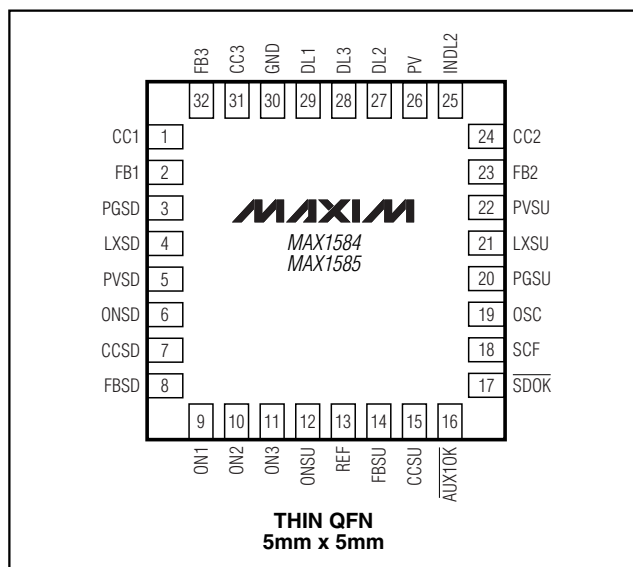 FB3 CC3 GND DL1 DL3 DL2 PV INDL2
32 31 30 29 28 27 26 25
CC1 1 24 CC2
FB1 2 23 FB2
PGSD 3 22 PVSU
LXSD 4 21 LXSU
PVSD 5 20 PGSU
ONSD 6 19 OSC
CCSD 7 18 SCF
FBSD 8 17 SDOK
MAXIM
MAX1584
MAX1585
9 10 11 12 13 14 15 16
ON1 ON2 ON3 ONSU REF FBSU CCSU AUX1OK
THIN QFN
5mm x 5mm